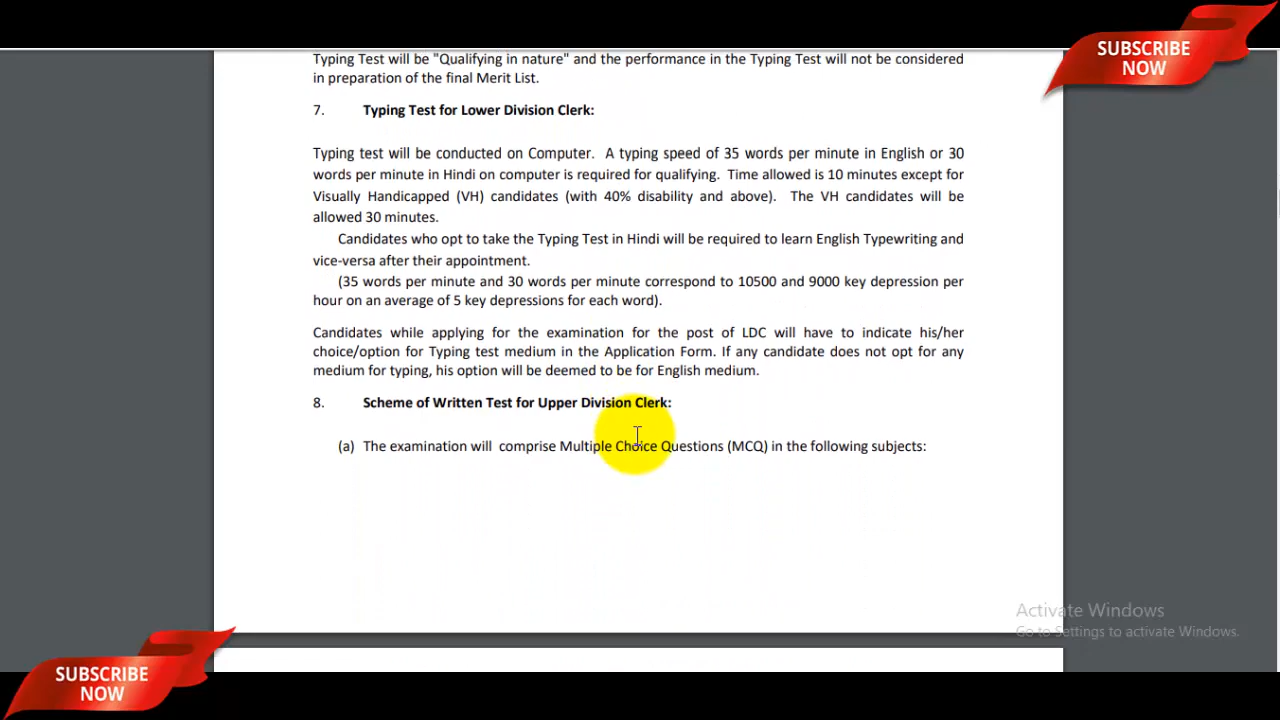 SUBSCRIBE
NOW
Typing Test will be "Qualifying in nature" and the performance in the Typing Test will not be considered
in preparation of the final Merit List.
7. Typing Test for Lower Division Clerk:
Typing test will be conducted on Computer. A typing speed of 35 words per minute in English or 30
words per minute in Hindi on computer is required for qualifying. Time allowed is 10 minutes except for
Visually Handicapped (VH) candidates (with 40% disability and above). The VH candidates will be
allowed 30 minutes.
Candidates who opt to take the Typing Test in Hindi will be required to learn English Typewriting and
vice-versa after their appointment.
(35 words per minute and 30 words per minute correspond to 10500 and 9000 key depression per
hour on an average of 5 key depressions for each word).
Candidates while applying for the examination for the post of LDC will have to indicate his/her
choice/option for Typing test medium in the Application Form. If any candidate does not opt for any
medium for typing, his option will be deemed to be for English medium.
8. Scheme of Written Test for Upper Division Clerk:
(a) The examination will comprise Multiple Choice Questions (MCQ) in the following subjects:
Activate Windows
Go to Settings to activate Windows.
SUBSCRIBE
NOW